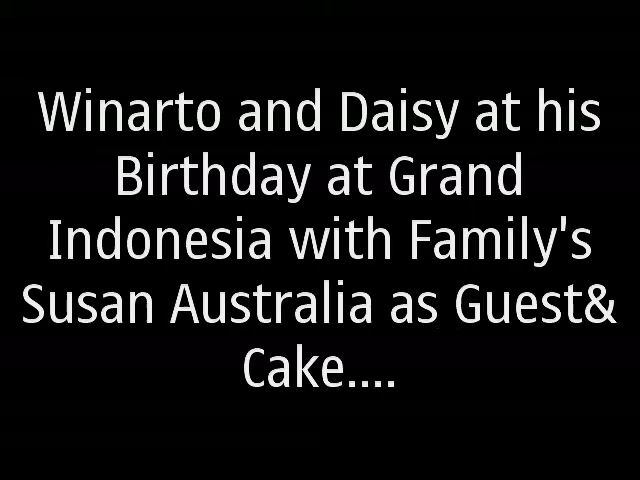 Winarto and Daisy at his
Birthday at Grand
Indonesia with Family's
Susan Australia as Guest&
Cake....